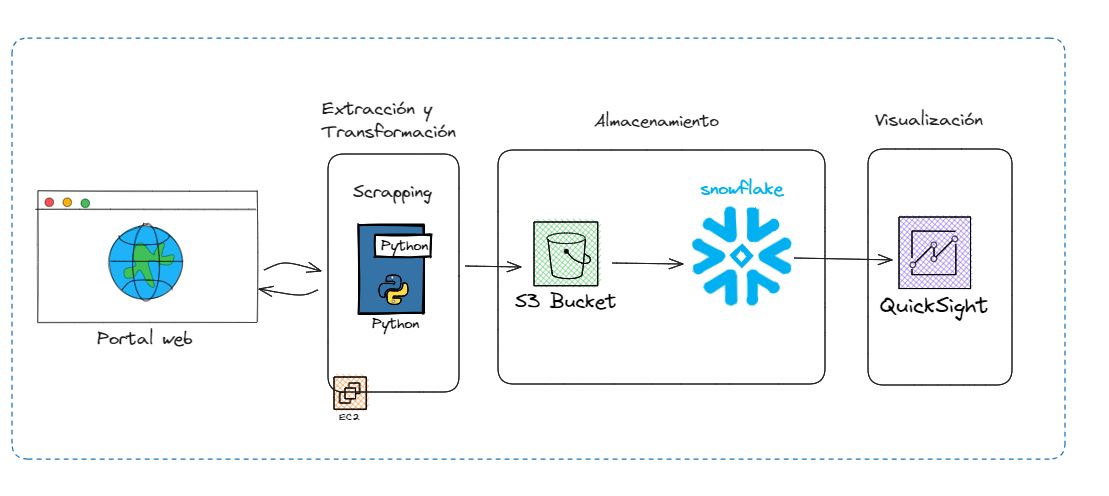 Extracción y
Transformación
Almacenamiento
Visualización
Scrapping
snowflake
Python
Python
S3 Bucket
QuickSight
Portal web
EC2